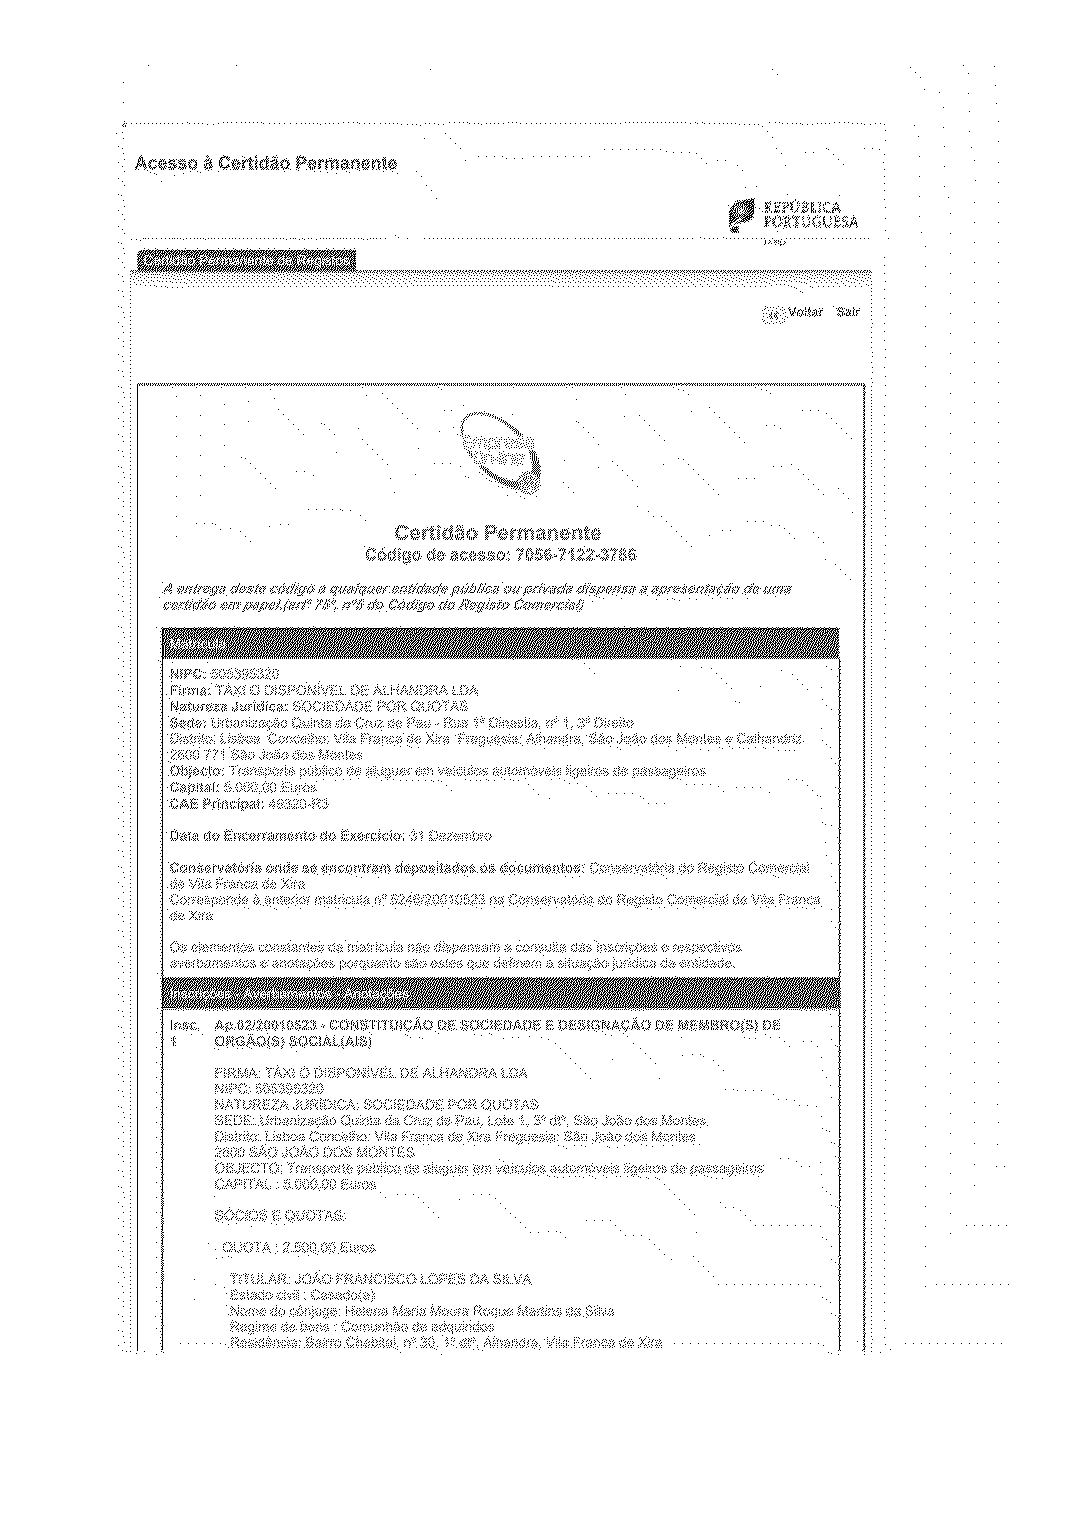 Acesso à Certidão Permanente
REPÚBLICA
PORTUGUESA
Certidão Permanente de Registos
Voltar Sair
empresa
on-line
Certidão Permanente
Código de acesso: 7056-7122-3786
A entrega deste código a qualquer entidade pública ou privada dispensa a apresentação de uma
certidão em papel.(artº 75º, nº5 do Código do Registo Comercial)
Matrícula
NIPC:
Firma: TÁXI O DISPONÍVEL DE ALHANDRA LDA
Natureza Jurídica: SOCIEDADE POR QUOTAS
Sede: Urbanização Quinta da Cruz de Pau - Rua 1ª Dinastia, nº 1, 3º Direito
Distrito: Lisboa Concelho: Vila Franca de Xira Freguesia: Alhandra, São João dos Montes e Calhandriz
2600 771 São João dos Montes
Objecto: Transporte público de aluguer em veículos automóveis ligeiros de passageiros
Capital: 5.000,00 Euros
CAE Principal: 49320-R3
Data do Encerramento do Exercício: 31 Dezembro
Conservatória onde se encontram depositados os documentos: Conservatória do Registo Comercial
de Vila Franca de Xira
Corresponde à anterior matrícula nº 5246/20010523 na Conservatória do Registo Comercial de Vila Franca
de Xira
Os elementos constantes da matrícula não dispensam a consulta das inscrições e respectivos
averbamentos e anotações porquanto são estes que definem a situação jurídica da entidade.
Inscrições - Averbamentos - Anotações
Insc. Ap.02/20010523 - CONSTITUIÇÃO DE SOCIEDADE E DESIGNAÇÃO DE MEMBRO(S) DE
1 ORGÃO(S) SOCIAL(AIS)
FIRMA: TÁXI O DISPONÍVEL DE ALHANDRA LDA
NIPC:
NATUREZA JURÍDICA: SOCIEDADE POR QUOTAS
SEDE: Urbanização Quinta da Cruz de Pau, Lote 1, 3º dtº, São João dos Montes,
Distrito: Lisboa Concelho: Vila Franca de Xira Freguesia: São João dos Montes
2600 SÃO JOÃO DOS MONTES
OBJECTO: Transporte público de aluguer em veículos automóveis ligeiros de passageiros
CAPITAL : 5.000,00 Euros
SÓCIOS E QUOTAS:
QUOTA : 2.500,00 Euros
TITULAR: JOÃO FRANCISCO LOPES DA SILVA
Estado civil : Casado(a)
Nome do cônjuge: Helena Maria Moura Roque Martins da Silva
Regime de bens : Comunhão de adquiridos
Residência: Bairro Chabital, nº 20, 1º dtº, Alhandra, Vila Franca de Xira